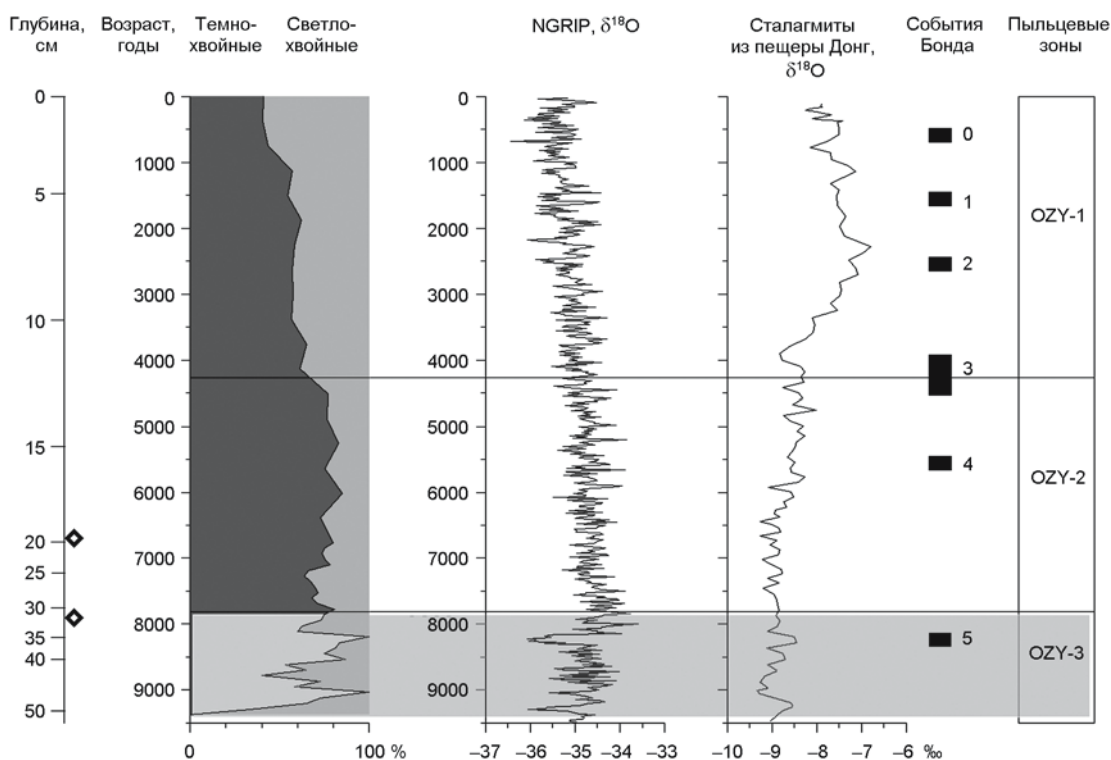 Глубина, Возраст, Темно- Светло- NGRIP, δ¹⁸O Сталагмиты События Пыльцевые
см годы хвойные хвойные из пещеры Донг, Бонда зоны
δ¹⁸O
0 0 0
0
1000 1000
5 1
OZY-1
2000 2000
2
3000 3000
10
4000 4000 3
5000 5000
15 4
OZY-2
6000 6000
20 7000 7000
25
30
8000 8000
35 5
40 OZY-3
9000 9000
50
0 100 % –37 –36 –35 –34 –33 –10 –9 –8 –7 –6 ‰